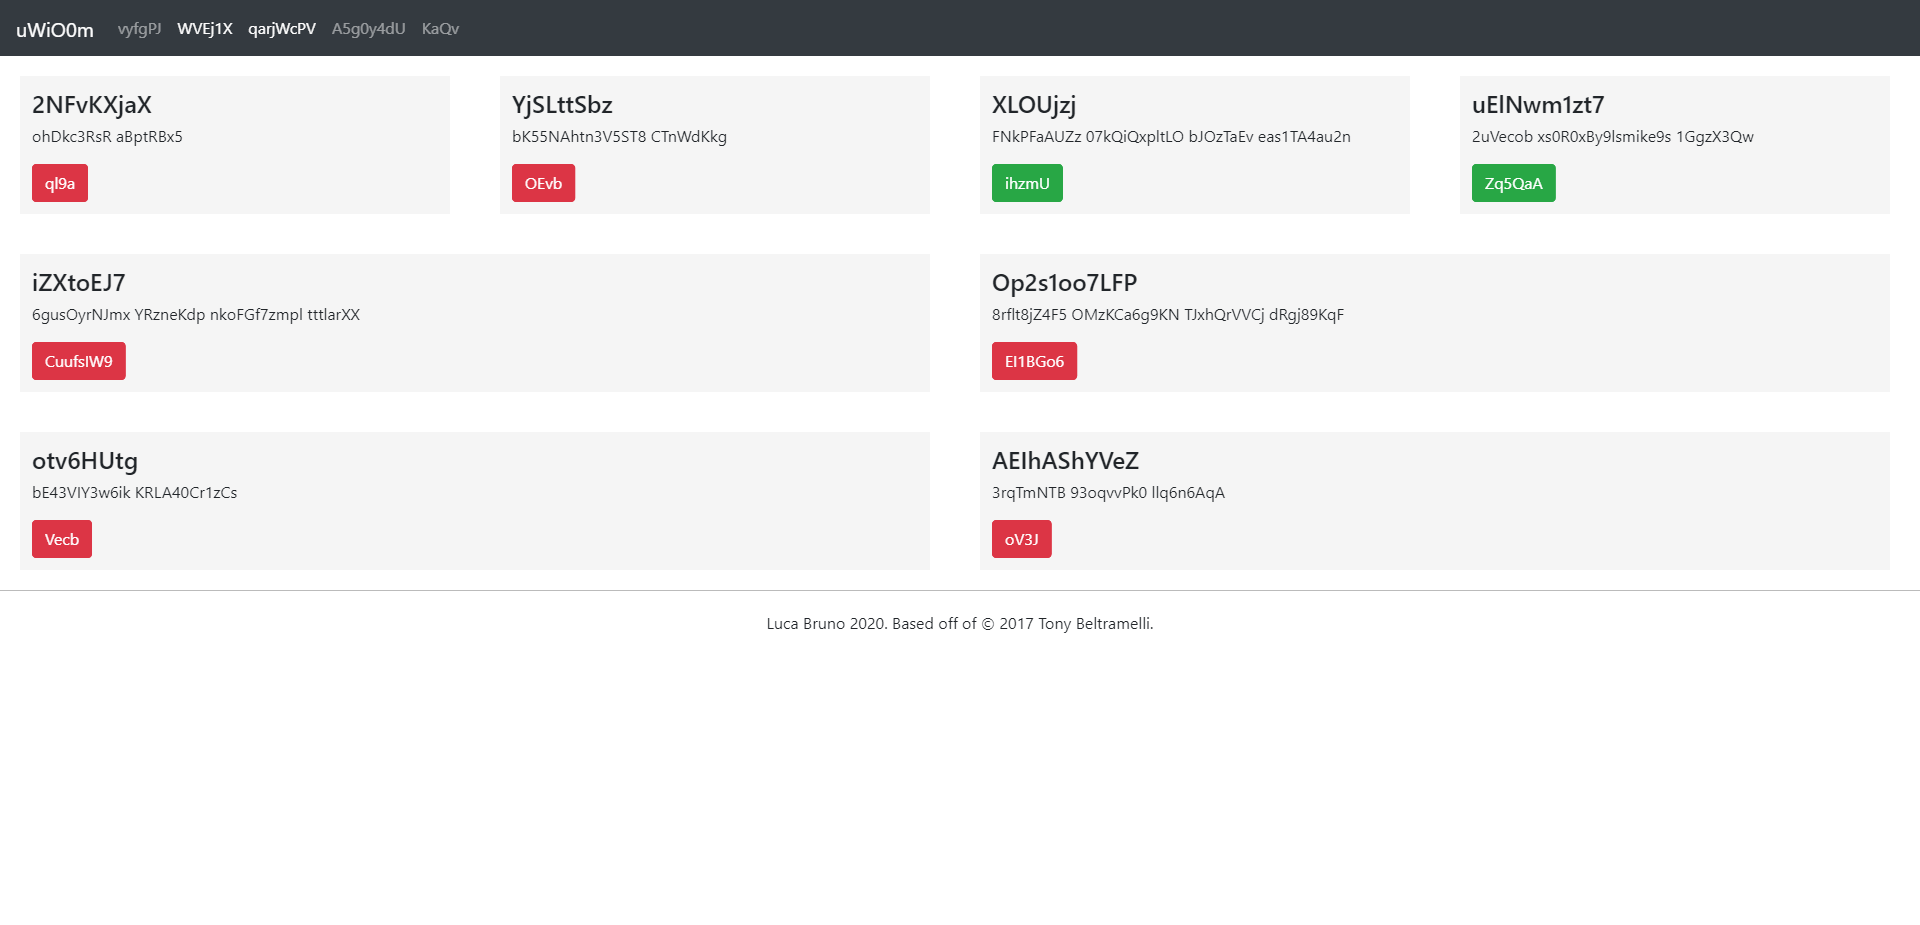 uWiO0m vyfgPJ WVEj1X qarjWcPV A5g0y4dU KaQv
2NFvKXjaX
ohDkc3RsR aBptRBx5
ql9a
YjSLttSbz
bK55NAhtn3V5ST8 CTnWdKkg
OEvb
XLOUjzj
FNkPFaAUZz 07kQiQxpltLO bJOzTaEv eas1TA4au2n
ihzmU
uElNwm1zt7
2uVecob xs0R0xBy9lsmike9s 1GgzX3Qw
Zq5QaA
iZXtoEJ7
6gusOyrNJmx YRzneKdp nkoFGf7zmpl tttlarXX
CuufsIW9
Op2s1oo7LFP
8rflt8jZ4F5 OMzKCa6g9KN TJxhQrVVCj dRgj89KqF
EI1BGo6
otv6HUtg
bE43VIY3w6ik KRLA40Cr1zCs
Vecb
AEIhAShYVeZ
3rqTmNTB 93oqvvPk0 llq6n6AqA
oV3J
Luca Bruno 2020. Based off of © 2017 Tony Beltramelli.